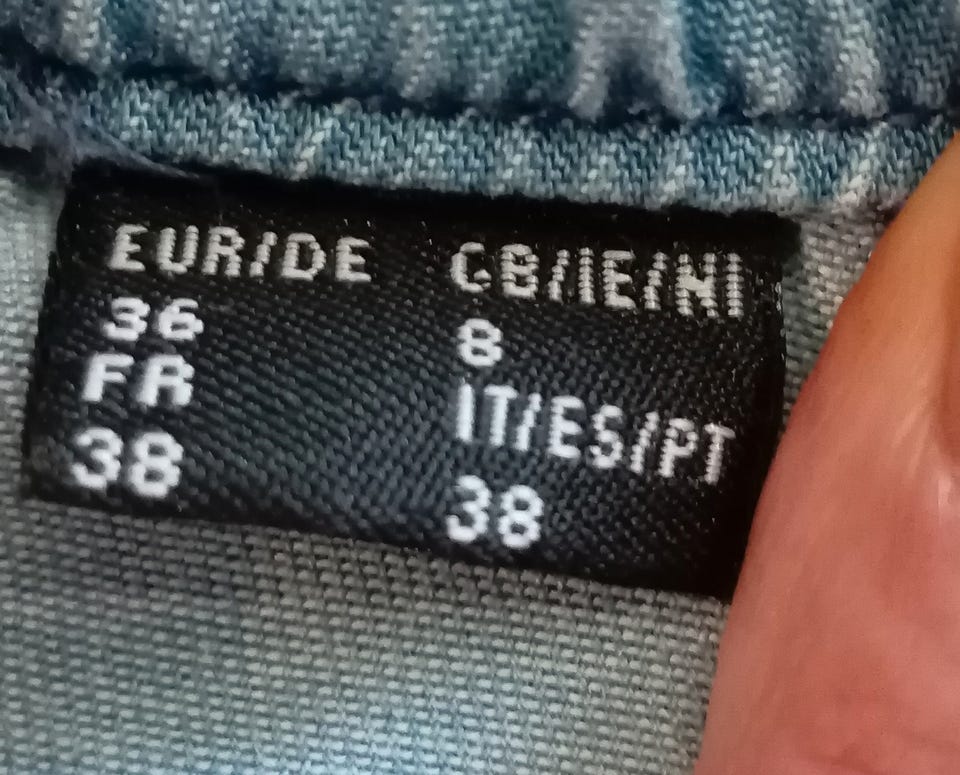 EUR/DE
36
FR
38
GB/IE/NI
8
IT/ES/PT
38